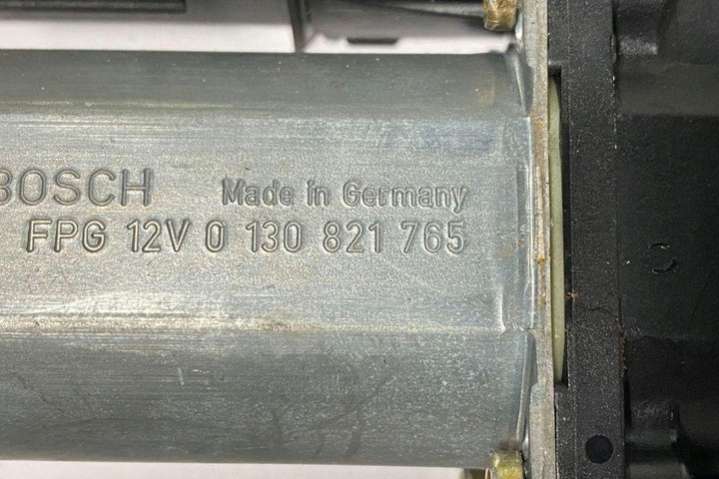 BOSCH Made in Germany
FPG 12V 0 130 821 765